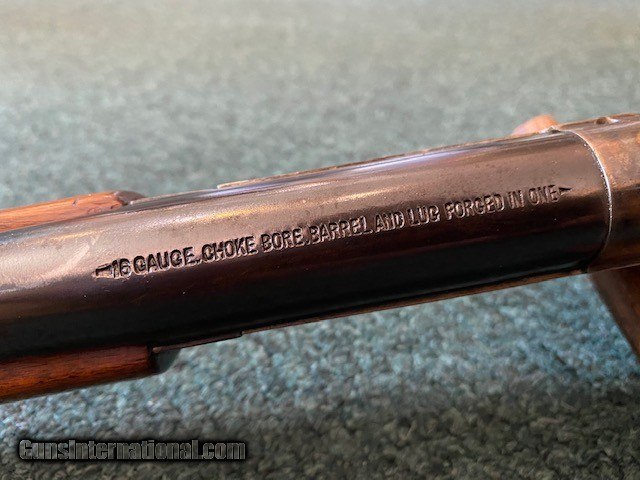 16 GAUGE. CHOKE BORE. BARREL AND LUG FORGED IN ONE
GunsInternational.com